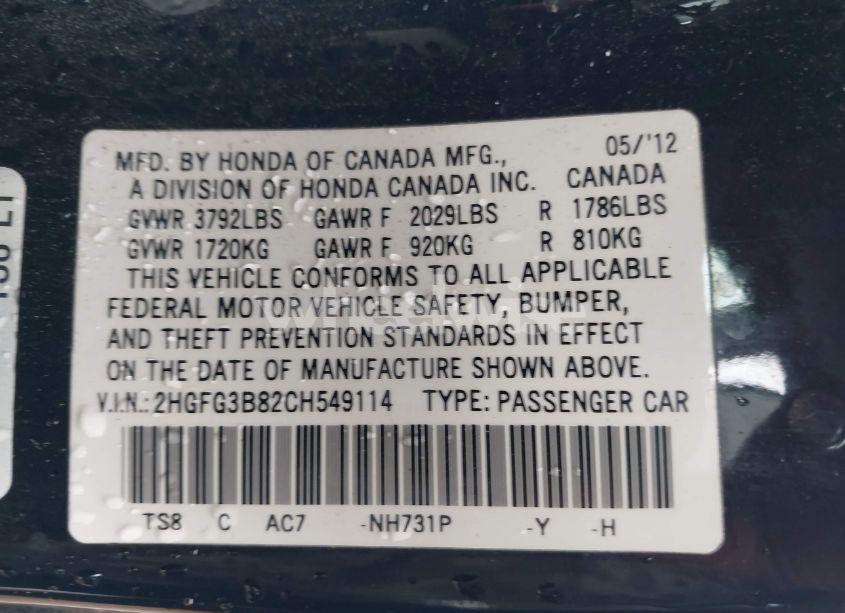 MFD. BY HONDA OF CANADA MFG., 05/'12
A DIVISION OF HONDA CANADA INC. CANADA
GVWR 3792LBS GAWR F 2029LBS R 1786LBS
GVWR 1720KG GAWR F 920KG R 810KG
THIS VEHICLE CONFORMS TO ALL APPLICABLE
FEDERAL MOTOR VEHICLE SAFETY, BUMPER,
AND THEFT PREVENTION STANDARDS IN EFFECT
ON THE DATE OF MANUFACTURE SHOWN ABOVE.
V.I.N.: 2HGFG3B82CH549114 TYPE: PASSENGER CAR
TS8 C AC7 -NH731P -Y -H